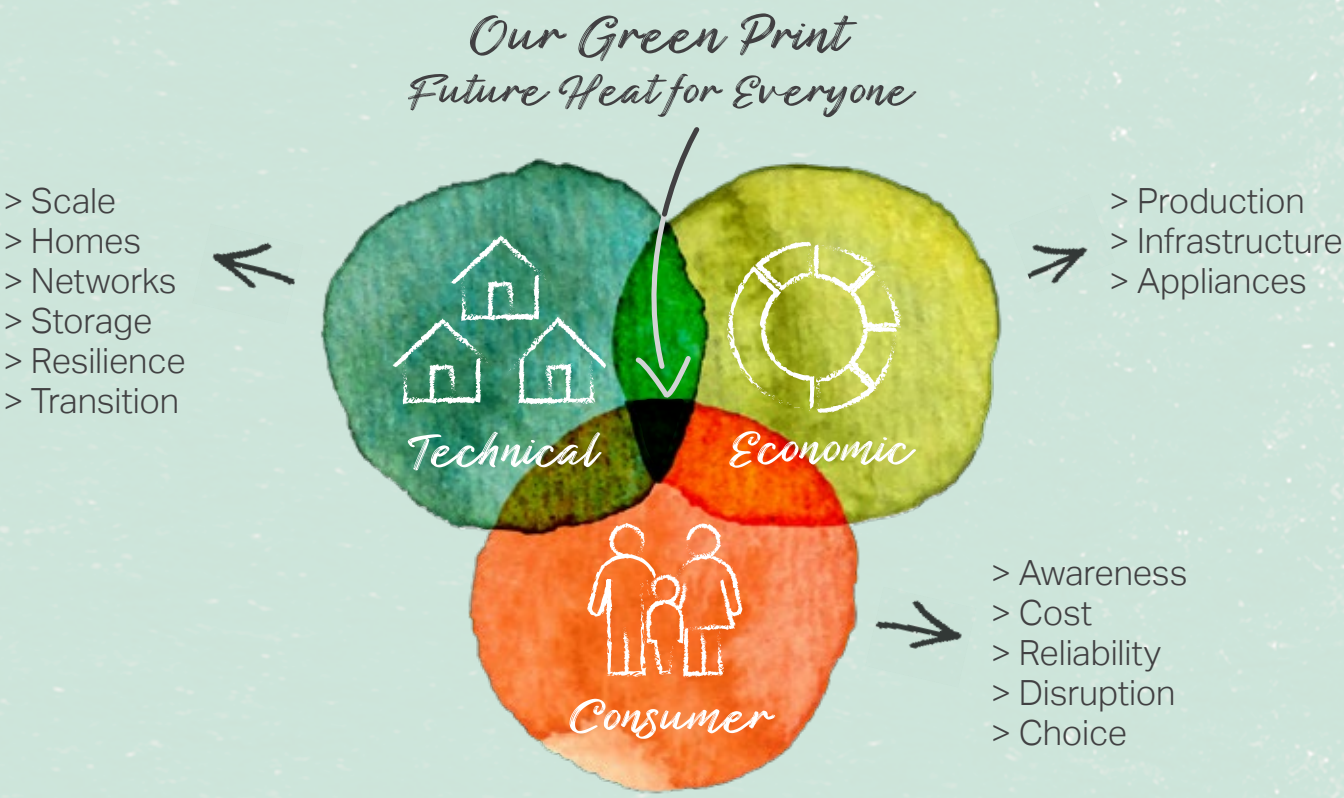 Our Green Print
Future Heat for Everyone
> Scale
> Homes
> Networks
> Storage
> Resilience
> Transition
> Production
> Infrastructure
> Appliances
Technical
Economic
Consumer
> Awareness
> Cost
> Reliability
> Disruption
> Choice